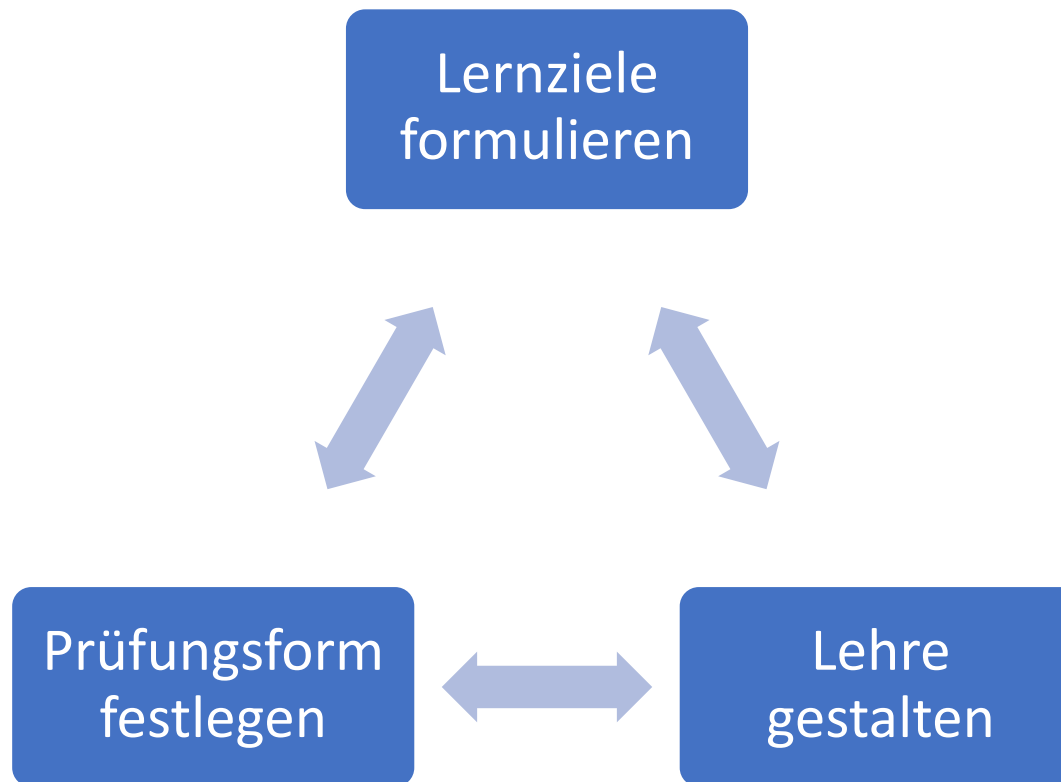 Lernziele
formulieren
Prüfungsform
festlegen
Lehre
gestalten